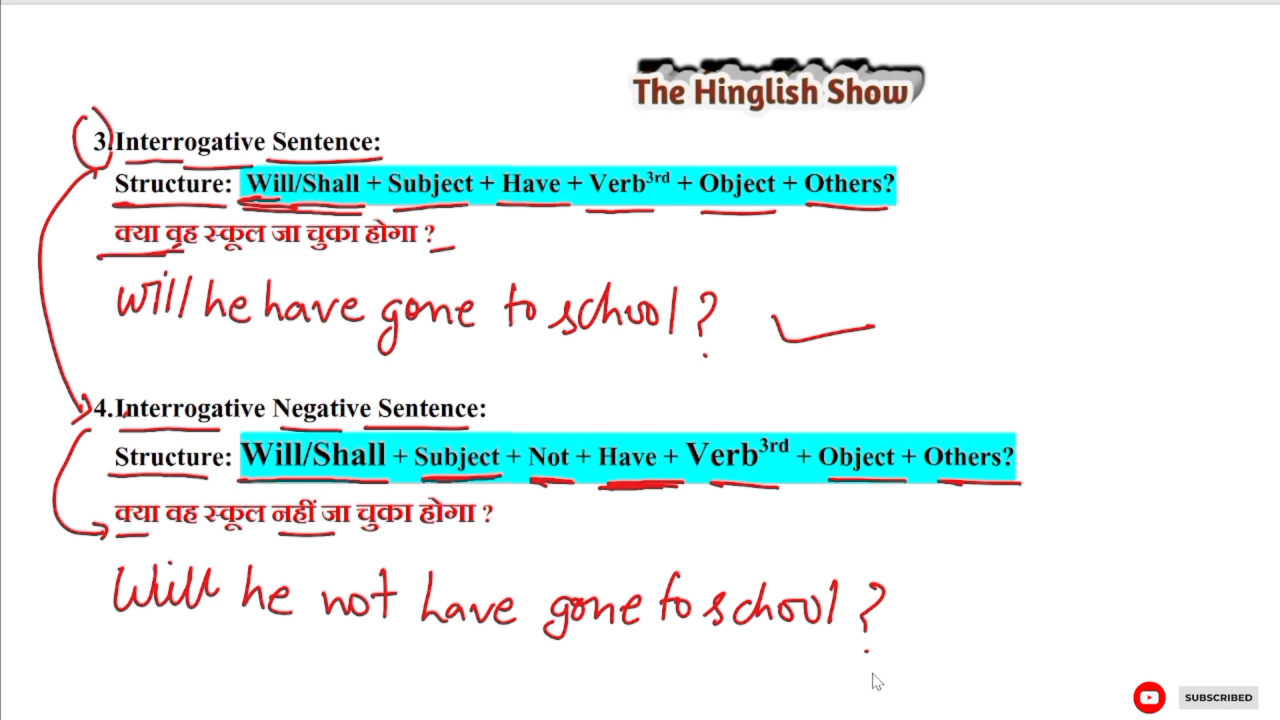 The Hinglish Show
3.Interrogative Sentence:
Structure: Will/Shall + Subject + Have + Verb3rd + Object + Others?
क्या वह स्कूल जा चुका होगा ?
Will he have gone to school?
4.Interrogative Negative Sentence:
Structure: Will/Shall + Subject + Not + Have + Verb3rd + Object + Others?
क्या वह स्कूल नहीं जा चुका होगा ?
Will he not have gone to school?
SUBSCRIBED